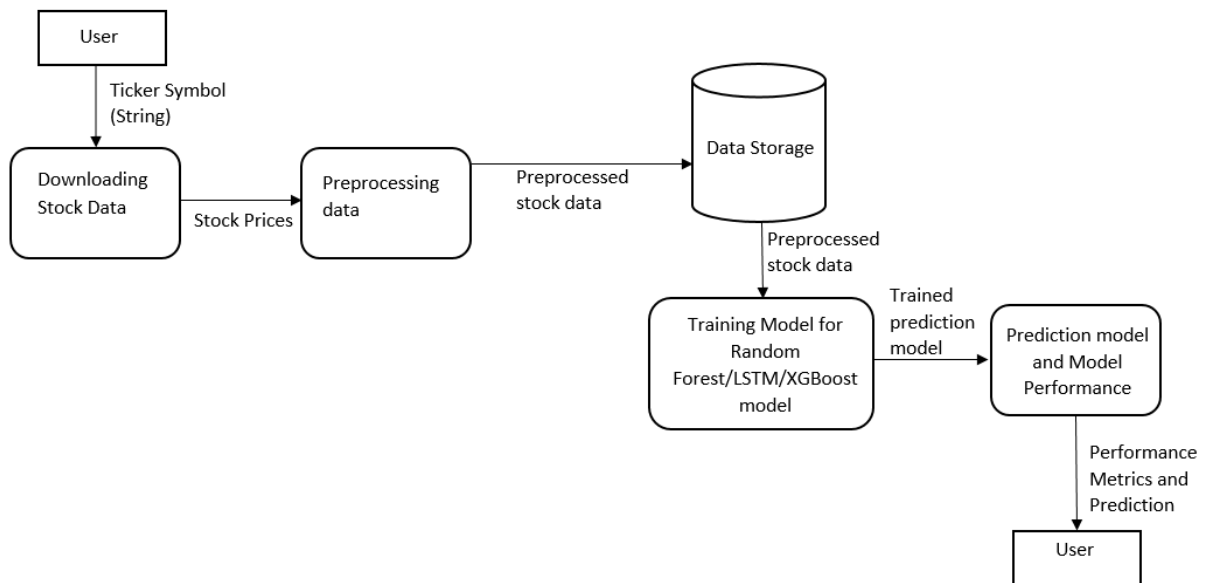 User
Ticker Symbol
(String)
Downloading
Stock Data
Stock Prices
Preprocessing
data
Preprocessed
stock data
Data Storage
Preprocessed
stock data
Training Model for
Random
Forest/LSTM/XGBoost
model
Trained
prediction
model
Prediction model
and Model
Performance
Performance
Metrics and
Prediction
User